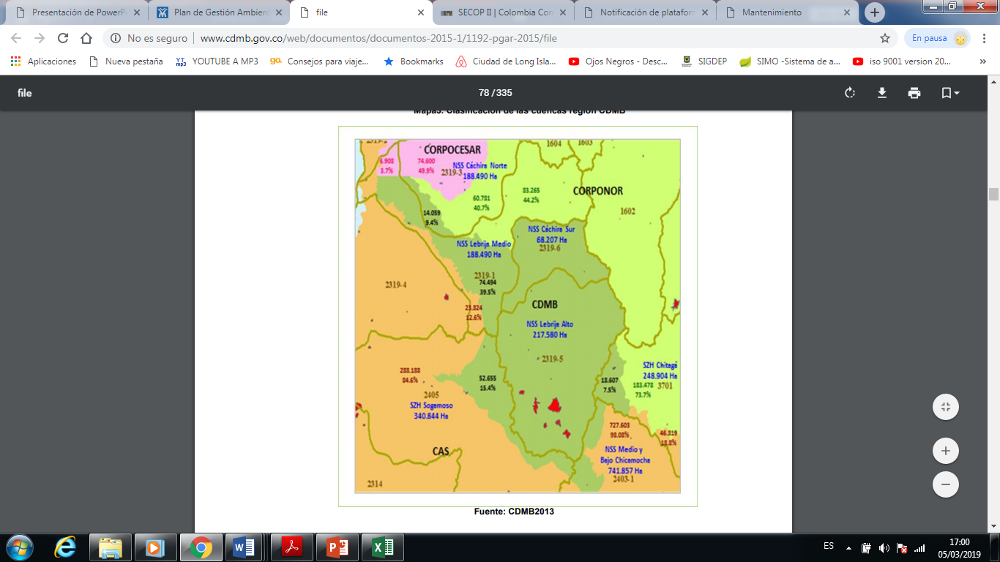 Presentación de PowerP
Plan de Gestión Ambient
file
SECOP II | Colombia Com
Notificación de platafor
Mantenimiento
No es seguro | www.cdmb.gov.co/web/documentos/documentos-2015-1/1192-pgar-2015/file
En pausa
Aplicaciones
Nueva pestaña
YOUTUBE A MP3
Consejos para viaje...
Bookmarks
Ciudad de Long Isla...
Ojos Negros - Desc...
SIGDEP
SIMO -Sistema de a...
iso 9001 version 20...
»
file
78 / 335
Mapa3. Clasificación de las cuencas región CDMB
2319-2
CORPOCESAR
1604
1603
6.908
3.7%
74.600
49.9%
2319-3
NSS Cáchira Norte
188.490 Ha
60.781
40.7%
83.265
44.2%
CORPONOR
1602
14.059
9.4%
NSS Cáchira Sur
68.207 Ha
2319-6
NSS Lebrija Medio
188.490 Ha
2319-1
74.494
39.5%
2319-4
23.824
12.6%
CDMB
NSS Lebrija Alto
217.580 Ha
2319-5
SZH Chitagá
248.904 Ha
183.478
73.7%
3701
288.188
84.6%
2405
SZH Sogamoso
340.844 Ha
52.655
15.4%
18.607
7.5%
727.603
98.08%
46.819
18.8%
CAS
NSS Medio y
Bajo Chicamocha
741.857 Ha
2403-1
2314
Fuente: CDMB2013
ES
17:00
05/03/2019